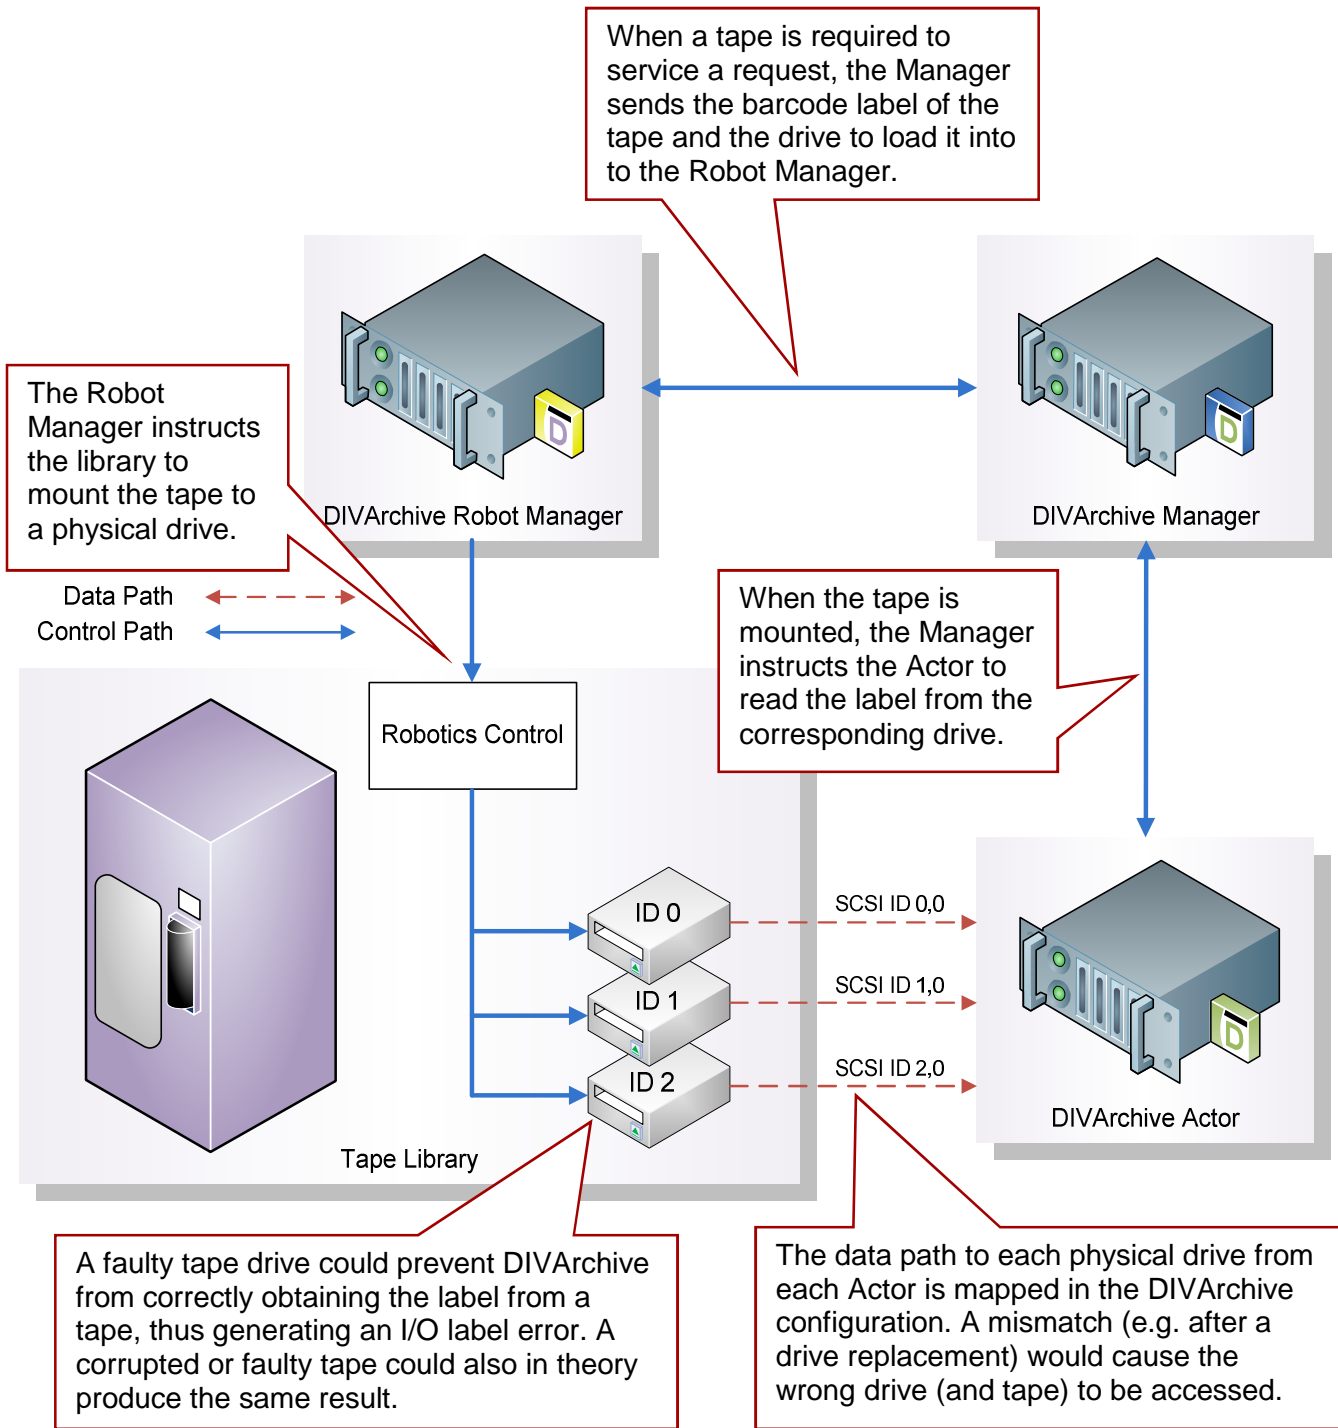 When a tape is required to
service a request, the Manager
sends the barcode label of the
tape and the drive to load it into
to the Robot Manager.
The Robot
Manager instructs
the library to
mount the tape to
a physical drive.
D
DIVArchive Robot Manager
D
DIVArchive Manager
Data Path
Control Path
When the tape is
mounted, the Manager
instructs the Actor to
read the label from the
corresponding drive.
Robotics Control
ID 0
SCSI ID 0,0
ID 1
SCSI ID 1,0
ID 2
SCSI ID 2,0
D
DIVArchive Actor
Tape Library
A faulty tape drive could prevent DIVArchive
from correctly obtaining the label from a
tape, thus generating an I/O label error. A
corrupted or faulty tape could also in theory
produce the same result.
The data path to each physical drive from
each Actor is mapped in the DIVArchive
configuration. A mismatch (e.g. after a
drive replacement) would cause the
wrong drive (and tape) to be accessed.